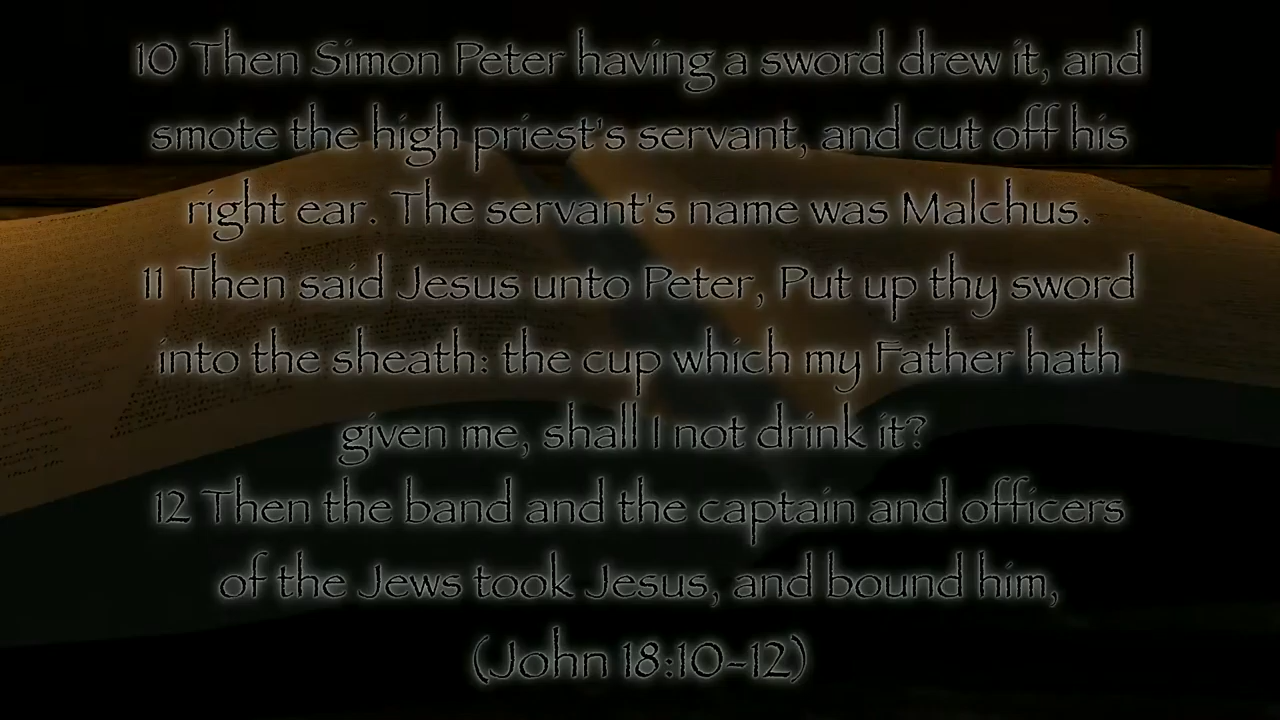 10 Then Simon Peter having a sword drew it, and
smote the high priest's servant, and cut off his
right ear. The servant's name was Malchus.
11 Then said Jesus unto Peter, Put up thy sword
into the sheath: the cup which my Father hath
given me, shall I not drink it?
12 Then the band and the captain and officers
of the Jews took Jesus, and bound him,
(John 18:10-12)